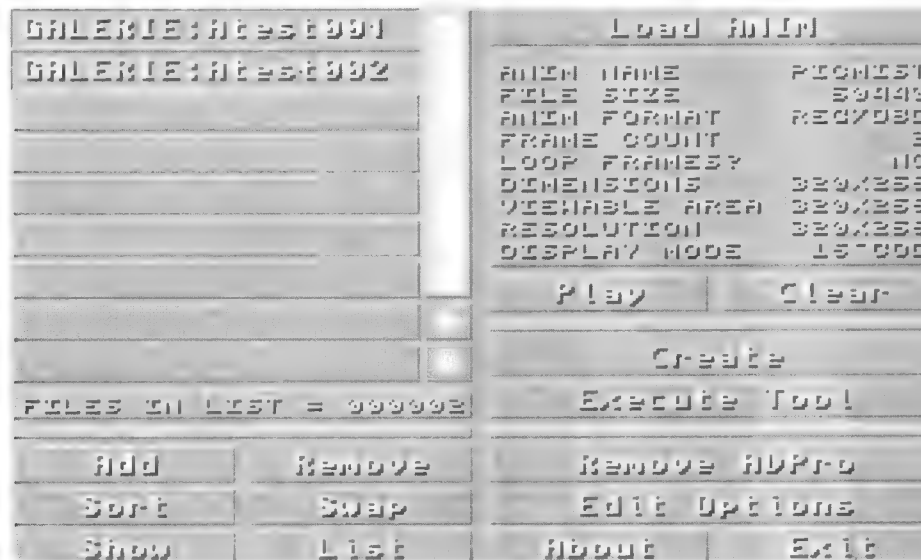 GALERIE:Atest001
GALERIE:Atest002
FILES IN LIST = 000002
Add Remove
Sort Swap
Show List
Load ANIM
ANIM NAME
FILE SIZE
ANIM FORMAT
FRAME COUNT
LOOP FRAMES? NO
DIMENSIONS
VIEWABLE AREA
RESOLUTION
DISPLAY MODE
Play Clear
Create
Execute Tool
Remove ADPro
Edit Options
About Exit